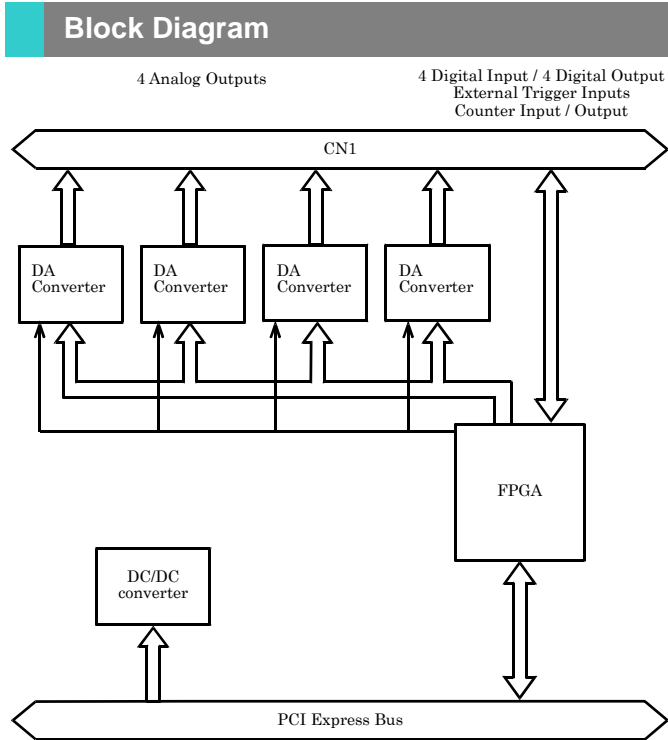 Block Diagram
4 Analog Outputs
4 Digital Input / 4 Digital Output
External Trigger Inputs
Counter Input / Output
CN1
DA
Converter
DA
Converter
DA
Converter
DA
Converter
FPGA
DC/DC
converter
PCI Express Bus